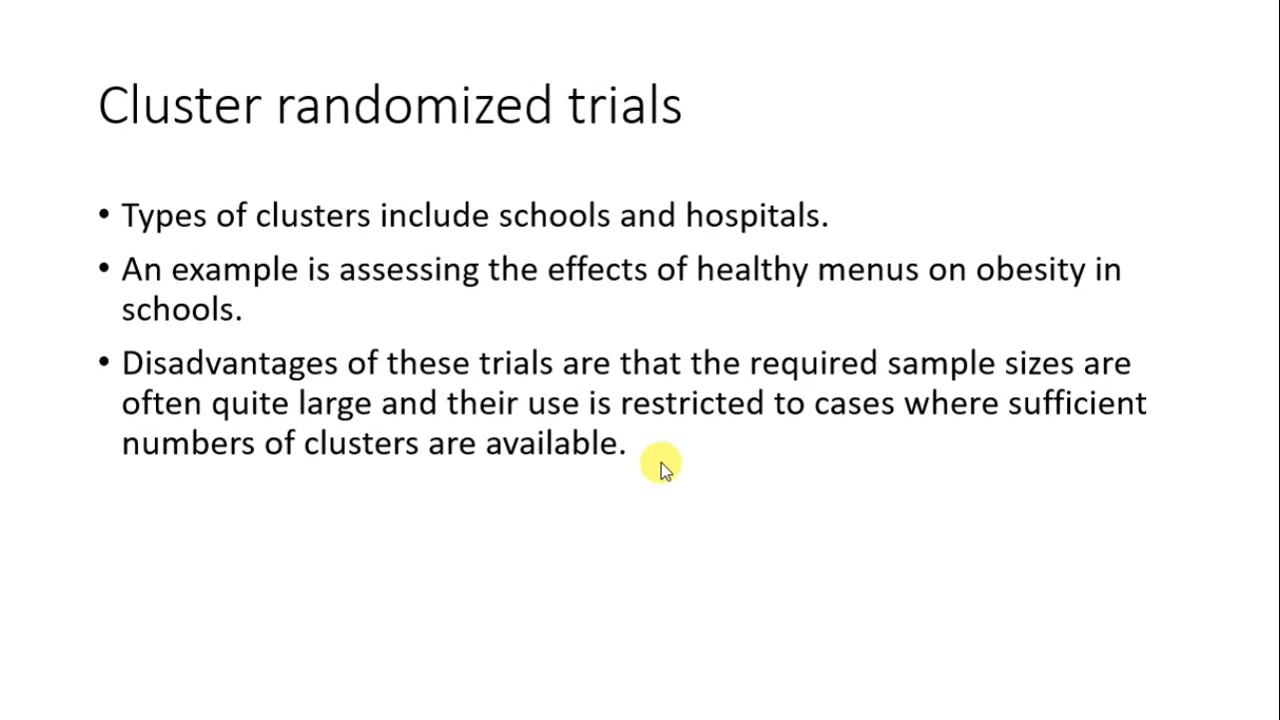 Cluster randomized trials
• Types of clusters include schools and hospitals.
• An example is assessing the effects of healthy menus on obesity in
schools.
• Disadvantages of these trials are that the required sample sizes are
often quite large and their use is restricted to cases where sufficient
numbers of clusters are available.